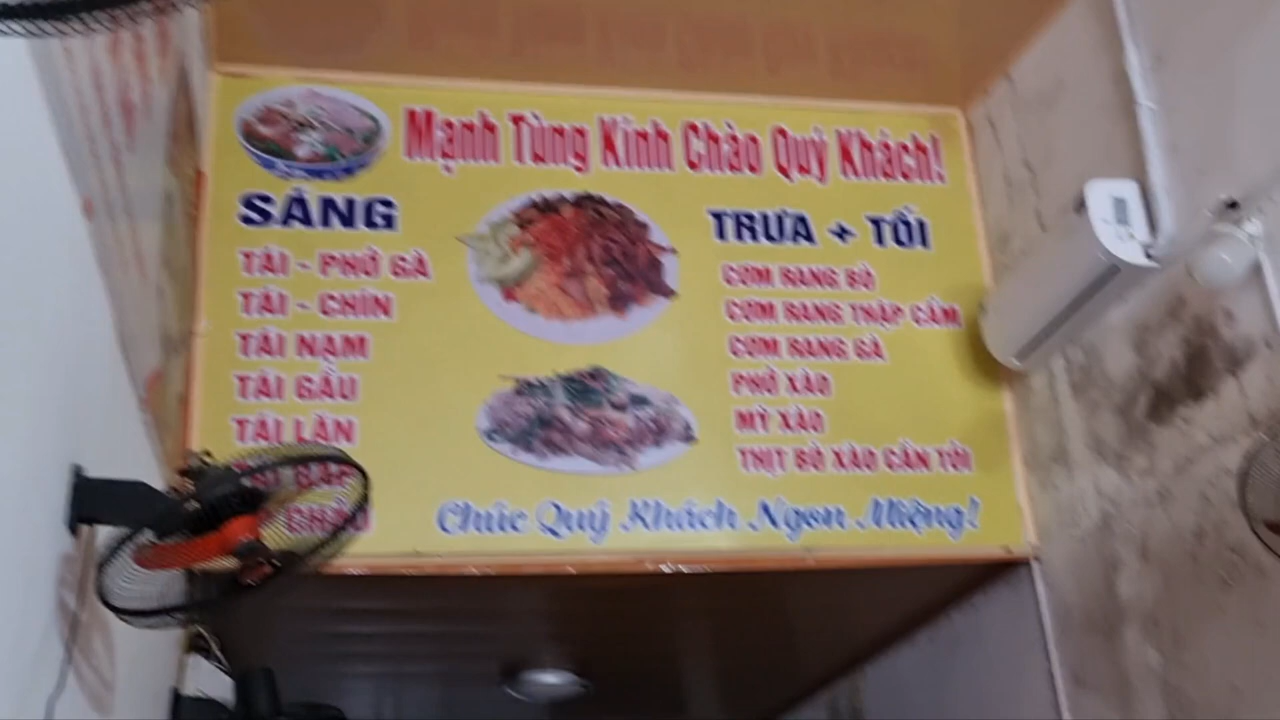 Mạnh Tùng Kính Chào Quý Khách!
SÁNG
TÁI - PHỞ GÀ
TÁI - CHÍN
TÁI NẠM
TÁI GẦU
TÁI LĂN
TRƯA + TỐI
CƠM RANG BÒ
CƠM RANG THẬP CẨM
CƠM RANG GÀ
PHỞ XÀO
MỲ XÀO
THỊT BÒ XÀO CẦN TỎI
Chúc Quý Khách Ngon Miệng!